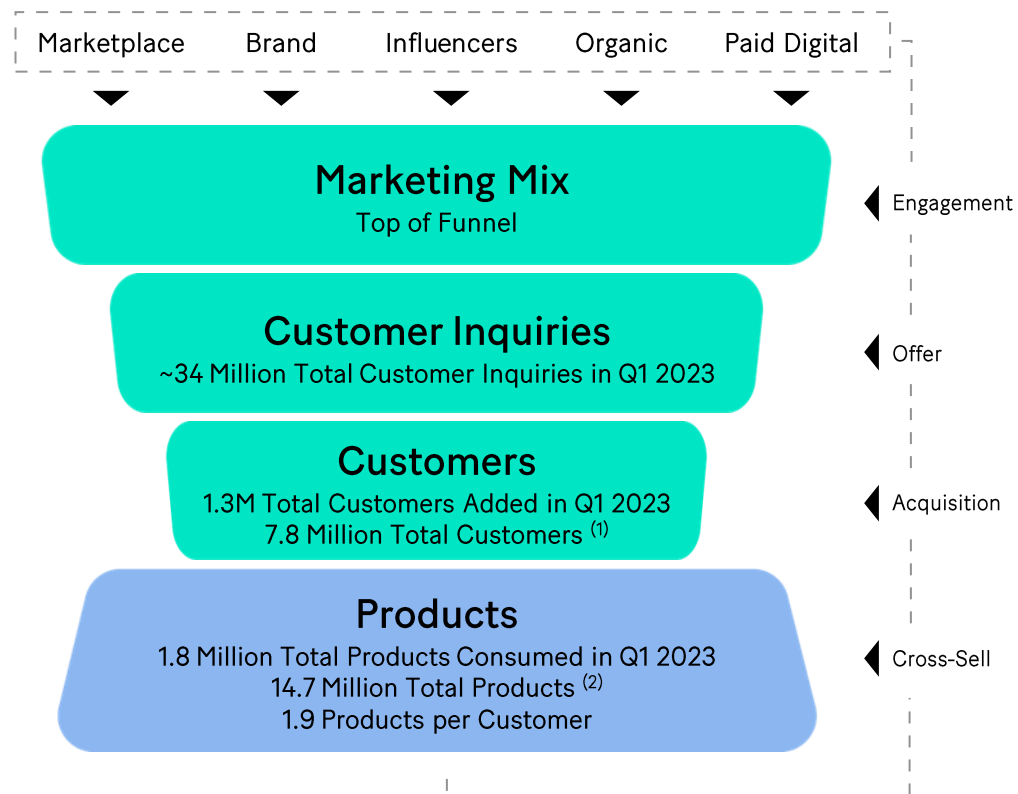 Marketplace Brand Influencers Organic Paid Digital
Marketing Mix
Top of Funnel
Engagement
Customer Inquiries
~34 Million Total Customer Inquiries in Q1 2023
Offer
Customers
1.3M Total Customers Added in Q1 2023
7.8 Million Total Customers (1)
Acquisition
Products
1.8 Million Total Products Consumed in Q1 2023
14.7 Million Total Products (2)
1.9 Products per Customer
Cross-Sell